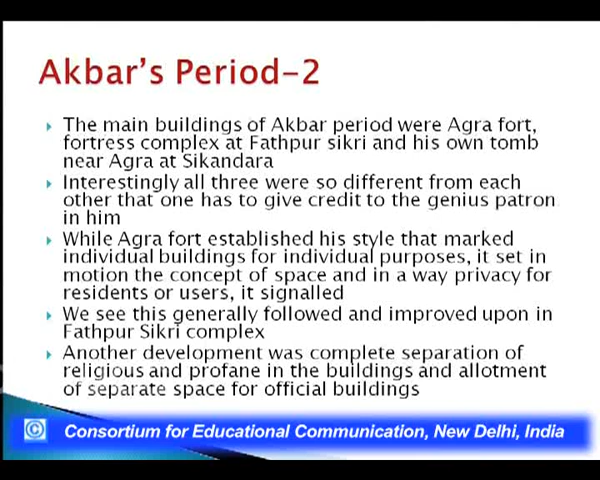 Akbar's Period-2
The main buildings of Akbar period were Agra fort,
fortress complex at Fathpur sikri and his own tomb
near Agra at Sikandara
Interestingly all three were so different from each
other that one has to give credit to the genius patron
in him
While Agra fort established his style that marked
individual buildings for individual purposes, it set in
motion the concept of space and in a way privacy for
residents or users, it signalled
We see this generally followed and improved upon in
Fathpur Sikri complex
Another development was complete separation of
religious and profane in the buildings and allotment
of separate space for official buildings
© Consortium for Educational Communication, New Delhi, India